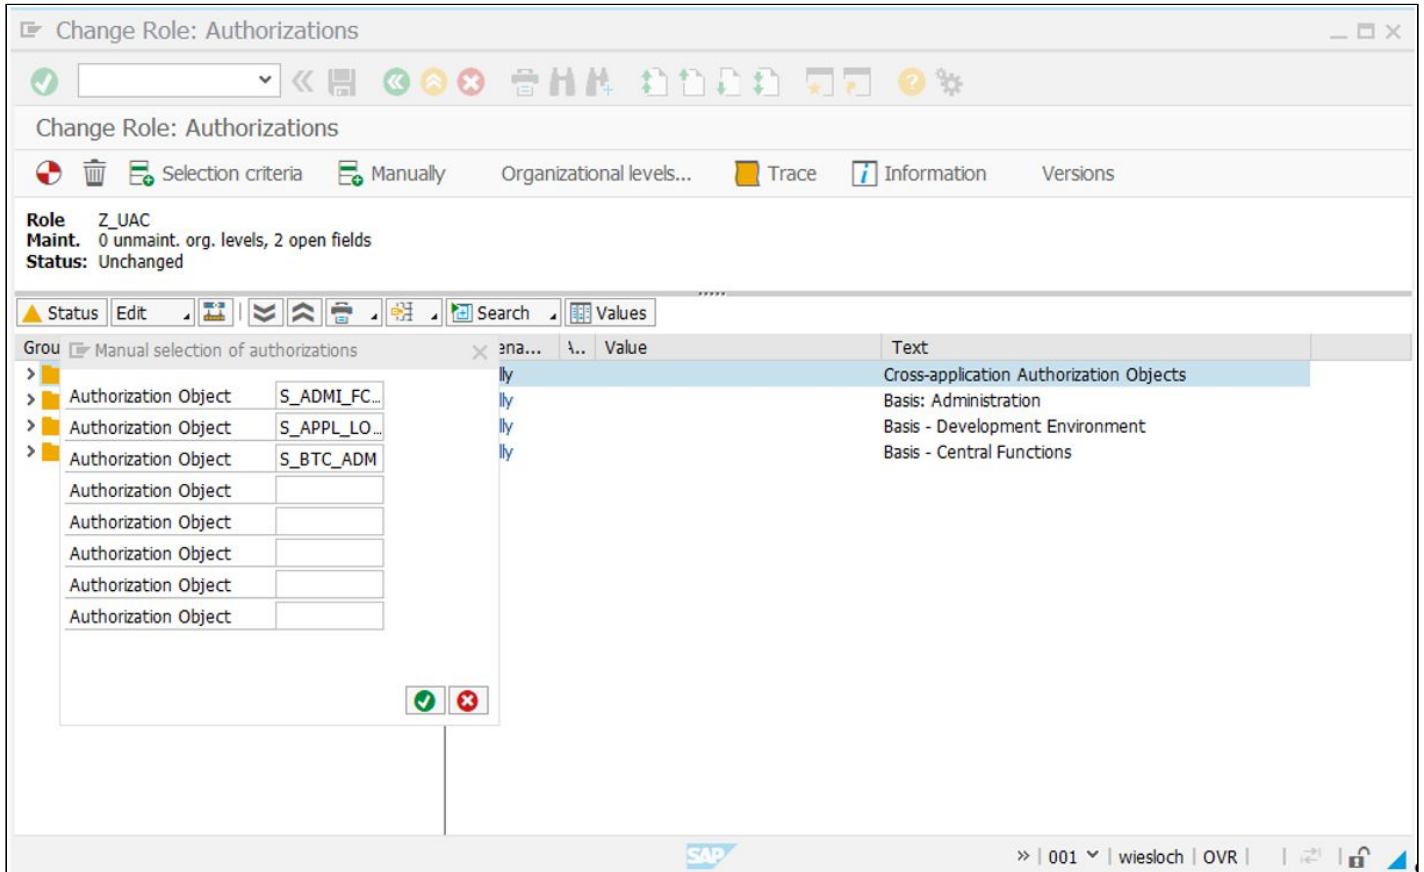 Change Role: Authorizations
Change Role: Authorizations
Selection criteria Manually Organizational levels... Trace Information Versions
Role Z_UAC
Maint. 0 unmaint. org. levels, 2 open fields
Status: Unchanged
Status Edit Search Values
Grou Manual selection of authorizations ena... Value Text
lly Cross-application Authorization Objects
Authorization Object S_ADMI_FC... lly Basis: Administration
Authorization Object S_APPL_LO... lly Basis - Development Environment
Authorization Object S_BTC_ADM lly Basis - Central Functions
Authorization Object
Authorization Object
Authorization Object
Authorization Object
Authorization Object
SAP » | 001 | wiesloch | OVR |